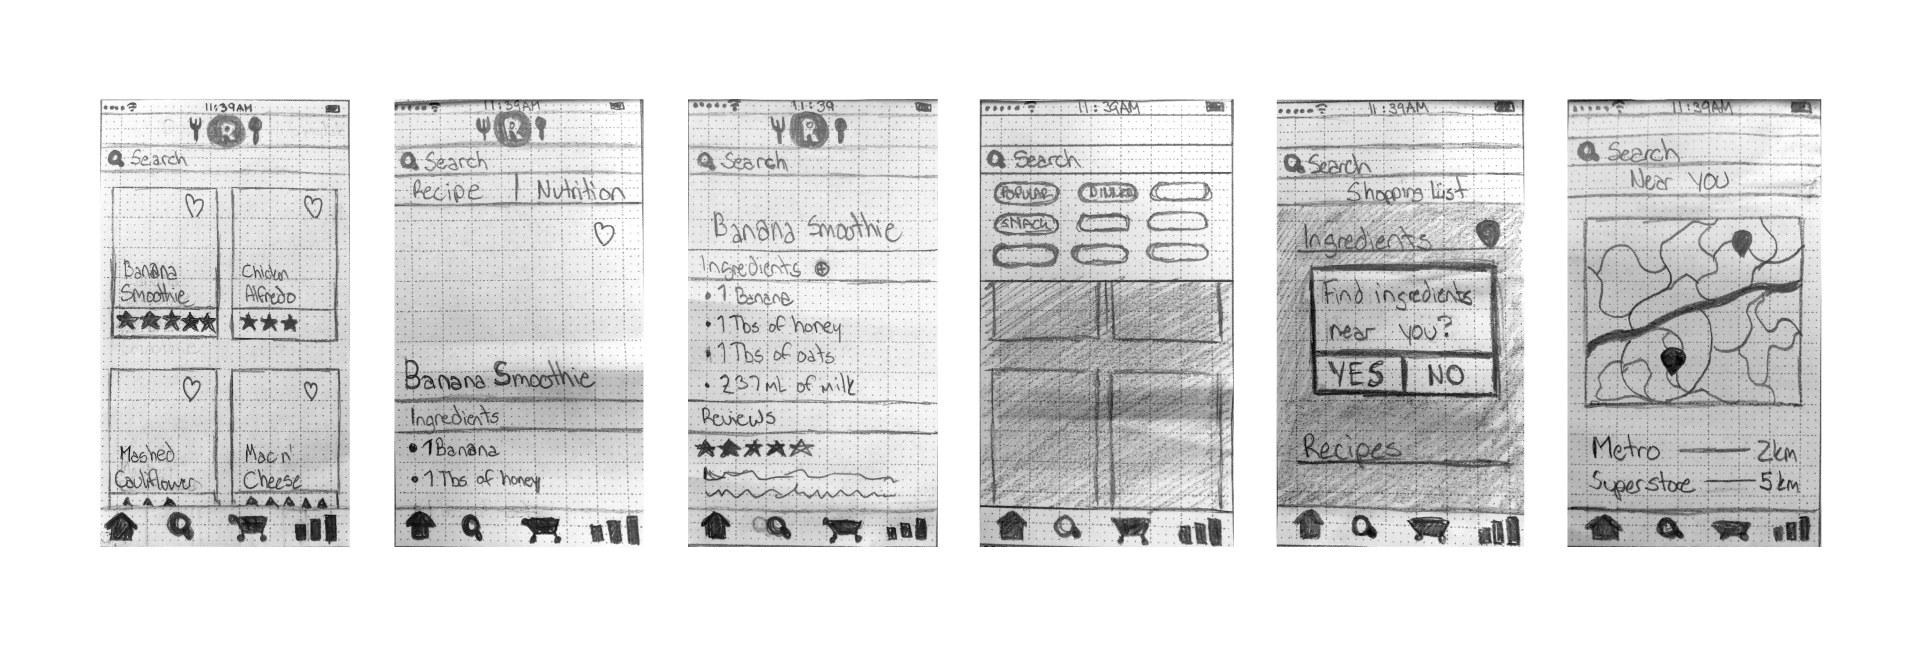 11:39AM
R
Search
Banana
Smoothie
Chicken
Alfredo
Mashed
Cauliflower
Mac n'
Cheese
11:39AM
R
Search
Recipe | Nutrition
Banana Smoothie
Ingredients
• 1 Banana
• 1 Tbs of honey
11:39
R
Search
Banana Smoothie
Ingredients
• 1 Banana
• 1 Tbs of honey
• 1 Tbs of oats
• 237 mL of milk
Reviews
11:39AM
Search
POPULAR
DINNER
SNACK
11:39AM
Search
Shopping List
Ingredients
Find ingredients
near you?
YES NO
Recipes
11:39AM
Search
Near YOU
Metro 2km
Superstore 5km